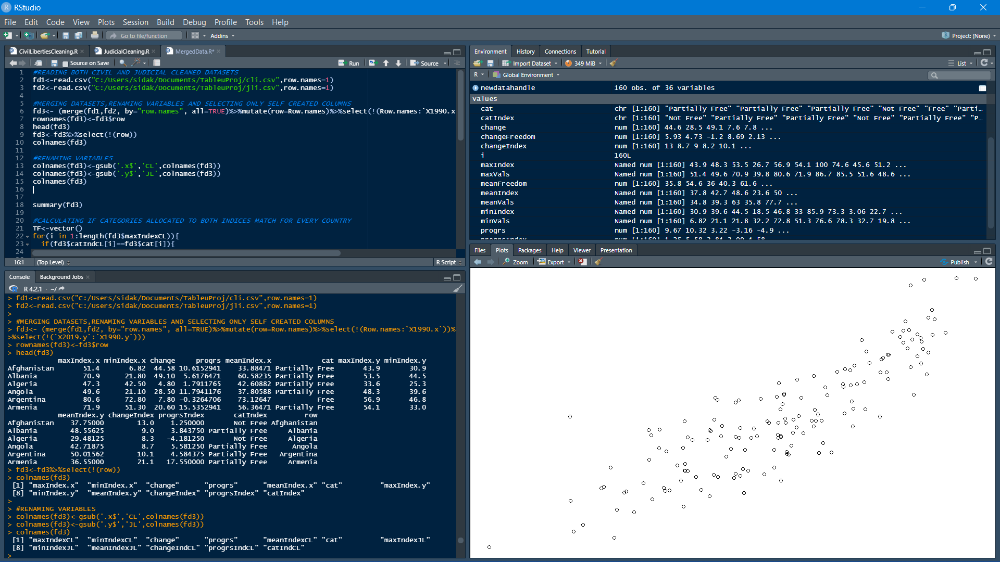 RStudio
File Edit Code View Plots Session Build Debug Profile Tools Help
Go to file/function Addins Project: (None)
CivilLibertiesCleaning.R JudicialCleaning.R MergedData.R*
Source on Save Run Source
1 #READING BOTH CIVIL AND JUDICIAL CLEANED DATASETS
2 fd1<-read.csv("C:/Users/sidak/Documents/TableuProj/cli.csv",row.names=1)
3 fd2<-read.csv("C:/Users/sidak/Documents/TableuProj/jli.csv",row.names=1)
4
5 #MERGING DATASETS,RENAMING VARIABLES AND SELECTING ONLY SELF CREATED COLUMNS
6 fd3<- (merge(fd1,fd2, by="row.names", all=TRUE)%>%mutate(row=Row.names)%>%select(!(Row.names:`X1990.x
7 rownames(fd3)<-fd3$row
8 head(fd3)
9 fd3<-fd3%>%select(!(row))
10 colnames(fd3)
11
12 #RENAMING VARIABLES
13 colnames(fd3)<-gsub('.x$','CL',colnames(fd3))
14 colnames(fd3)<-gsub('.y$','JL',colnames(fd3))
15 colnames(fd3)
16
17
18 summary(fd3)
19
20 #CALCULATING IF CATEGORIES ALLOCATED TO BOTH INDICES MATCH FOR EVERY COUNTRY
21 TF<-vector()
22 for(i in 1:length(fd3$maxIndexCL)){
23 if(fd3$catIndCL[i]==fd3$cat[i]){
24
16:1 (Top Level) R Script
Console Background Jobs
R 4.2.1 · ~/
> fd1<-read.csv("C:/Users/sidak/Documents/TableuProj/cli.csv",row.names=1)
> fd2<-read.csv("C:/Users/sidak/Documents/TableuProj/jli.csv",row.names=1)
>
> #MERGING DATASETS,RENAMING VARIABLES AND SELECTING ONLY SELF CREATED COLUMNS
> fd3<- (merge(fd1,fd2, by="row.names", all=TRUE)%>%mutate(row=Row.names)%>%select(!(Row.names:`X1990.x`))%
>%select(!(`X2019.y`:`X1990.y`)))
> rownames(fd3)<-fd3$row
> head(fd3)
maxIndex.x minIndex.x change progrs meanIndex.x cat maxIndex.y minIndex.y
Afghanistan 51.4 6.82 44.58 10.6152941 33.88471 Partially Free 43.9 30.9
Albania 70.9 21.80 49.10 5.6176471 60.58235 Partially Free 53.5 44.5
Algeria 47.3 42.50 4.80 1.7911765 42.60882 Partially Free 33.6 25.3
Angola 49.6 21.10 28.50 11.7941176 37.80588 Partially Free 48.3 39.6
Argentina 80.6 72.80 7.80 -0.3264706 73.12647 Free 56.9 46.8
Armenia 71.9 51.30 20.60 15.5352941 56.36471 Partially Free 54.1 33.0
meanIndex.y changeIndex progrsIndex catIndex row
Afghanistan 37.75000 13.0 1.250000 Not Free Afghanistan
Albania 48.55625 9.0 3.843750 Partially Free Albania
Algeria 29.48125 8.3 -4.181250 Not Free Algeria
Angola 42.71875 8.7 5.581250 Partially Free Angola
Argentina 50.01562 10.1 4.584375 Partially Free Argentina
Armenia 36.55000 21.1 17.550000 Partially Free Armenia
> fd3<-fd3%>%select(!(row))
> colnames(fd3)
[1] "maxIndex.x" "minIndex.x" "change" "progrs" "meanIndex.x" "cat" "maxIndex.y"
[8] "minIndex.y" "meanIndex.y" "changeIndex" "progrsIndex" "catIndex"
>
> #RENAMING VARIABLES
> colnames(fd3)<-gsub('.x$','CL',colnames(fd3))
> colnames(fd3)<-gsub('.y$','JL',colnames(fd3))
> colnames(fd3)
[1] "maxIndexCL" "minIndexCL" "change" "progrs" "meanIndexCL" "cat" "maxIndexJL"
[8] "minIndexJL" "meanIndexJL" "changeIndCL" "progrsIndCL" "catIndCL"
>
Environment History Connections Tutorial
Import Dataset 349 MiB List
R Global Environment
newdatahandle 160 obs. of 36 variables
Values
cat chr [1:160] "Partially Free" "Partially Free" "Partially Free" "Not Free" "Free" "Parti…
catIndex chr [1:160] "Not Free" "Partially Free" "Partially Free" "Not Free" "Partially Free" "P…
change num [1:160] 44.6 28.5 49.1 7.6 7.8 ...
changeFreedom num [1:160] 5.93 4.73 -1.2 8.69 2.13 ...
changeIndex num [1:160] 13 8.7 9 8.2 10.1 ...
i 160L
maxIndex Named num [1:160] 43.9 48.3 53.5 26.7 56.9 54.1 100 74.6 45.6 51.2 ...
maxVals Named num [1:160] 51.4 49.6 70.9 39.8 80.6 71.9 86.7 85.5 51.6 48.6 ...
meanFreedom num [1:160] 35.8 54.6 36 40.3 61.6 ...
meanIndex Named num [1:160] 37.8 42.7 48.6 23.6 50 ...
meanVals Named num [1:160] 34.8 39.3 63 35.8 77.7 ...
minIndex Named num [1:160] 30.9 39.6 44.5 18.5 46.8 33 85.9 73.3 3.06 22.7 ...
minVals Named num [1:160] 6.82 21.1 21.8 32.2 72.8 51.3 76.6 78.3 32.7 19.8 ...
progrs num [1:160] 9.67 10.32 3.22 -3.16 -4.9 ...
Files Plots Packages Help Viewer Presentation
Zoom Export Publish